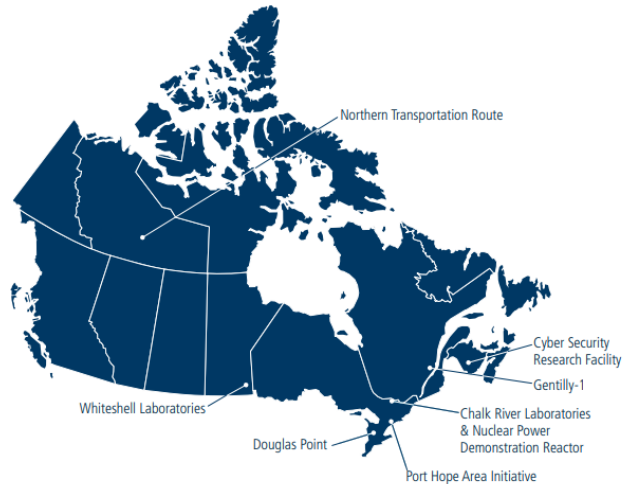 Northern Transportation Route
Cyber Security
Research Facility
Gentilly-1
Whiteshell Laboratories
Chalk River Laboratories
& Nuclear Power
Demonstration Reactor
Douglas Point
Port Hope Area Initiative